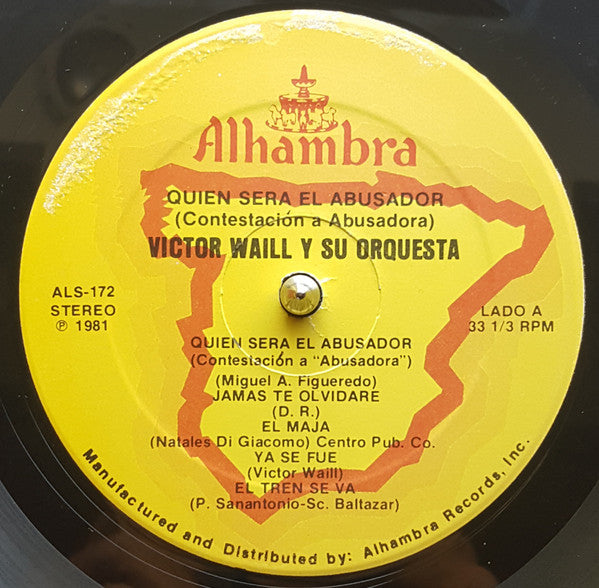 Alhambra
QUIEN SERA EL ABUSADOR
(Contestación a Abusadora)
VICTOR WAILL Y SU ORQUESTA
ALS-172
STEREO
℗ 1981
LADO A
33 1/3 RPM
QUIEN SERA EL ABUSADOR
(Contestación a "Abusadora")
(Miguel A. Figueredo)
JAMAS TE OLVIDARE
(D. R.)
EL MAJA
(Natales Di Giacomo) Centro Pub. Co.
YA SE FUE
(Victor Waill)
EL TREN SE VA
(P. Sanantonio-Sc. Baltazar)
Manufactured and Distributed by: Alhambra Records, Inc.